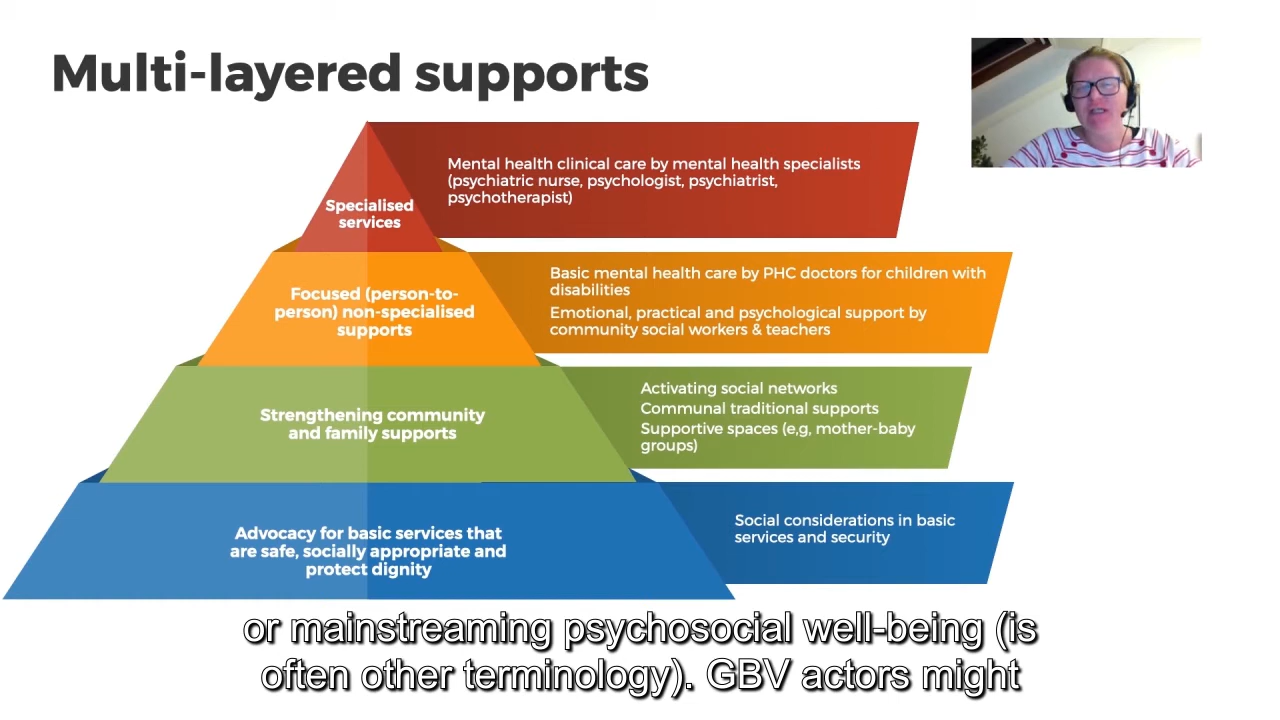 Multi-layered supports
Specialised
services
Mental health clinical care by mental health specialists
(psychiatric nurse, psychologist, psychiatrist,
psychotherapist)
Focused (person-to-
person) non-specialised
supports
Basic mental health care by PHC doctors for children with
disabilities
Emotional, practical and psychological support by
community social workers & teachers
Strengthening community
and family supports
Activating social networks
Communal traditional supports
Supportive spaces (e,g, mother-baby
groups)
Advocacy for basic services that
are safe, socially appropriate and
protect dignity
Social considerations in basic
services and security
or mainstreaming psychosocial well-being (is
often other terminology). GBV actors might